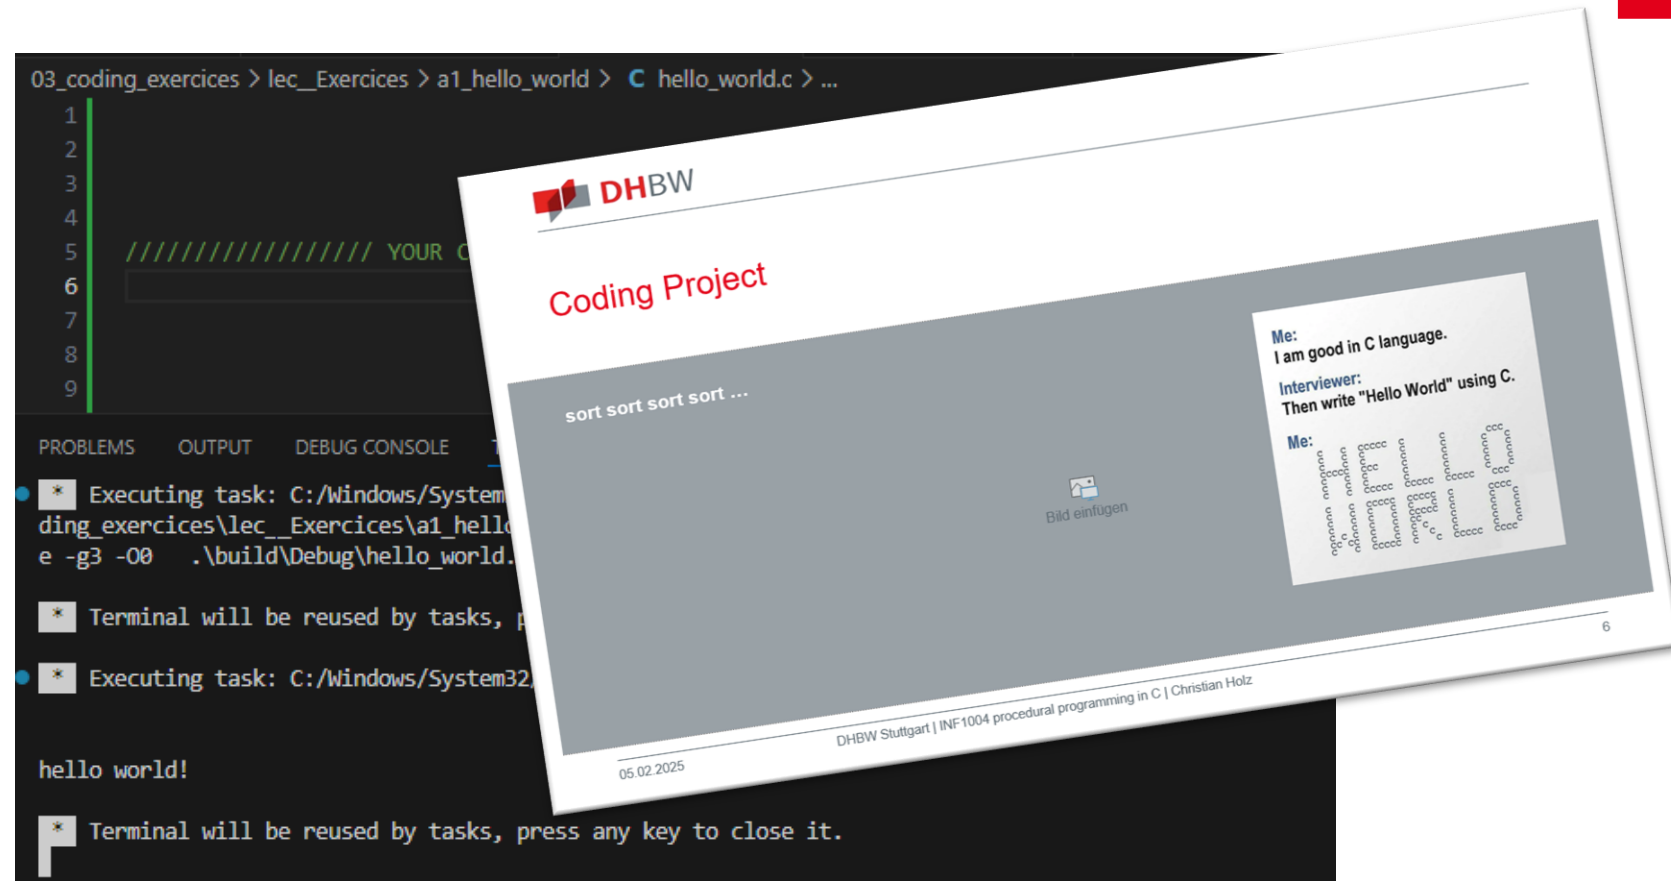 03_coding_exercices > lec__Exercices > a1_hello_world > C hello_world.c > ...
1
2
3
4
5 ////////////////// YOUR C
6
7
8
9
PROBLEMS OUTPUT DEBUG CONSOLE
* Executing task: C:/Windows/System
ding_exercices\lec__Exercices\a1_hello
e -g3 -O0 .\build\Debug\hello_world.
* Terminal will be reused by tasks, p
* Executing task: C:/Windows/System32/
hello world!
* Terminal will be reused by tasks, press any key to close it.
DHBW
Coding Project
sort sort sort sort ...
Bild einfügen
Me:
I am good in C language.
Interviewer:
Then write "Hello World" using C.
Me:
HELLO
WORLD
05.02.2025
DHBW Stuttgart | INF1004 procedural programming in C | Christian Holz
6